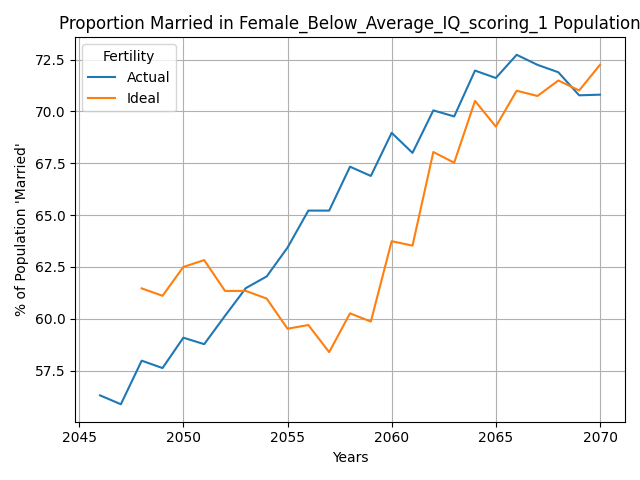 Proportion Married in Female_Below_Average_IQ_scoring_1 Population
Fertility
Actual
Ideal
72.5
70.0
67.5
65.0
62.5
60.0
57.5
% of Population 'Married'
2045 2050 2055 2060 2065 2070
Years